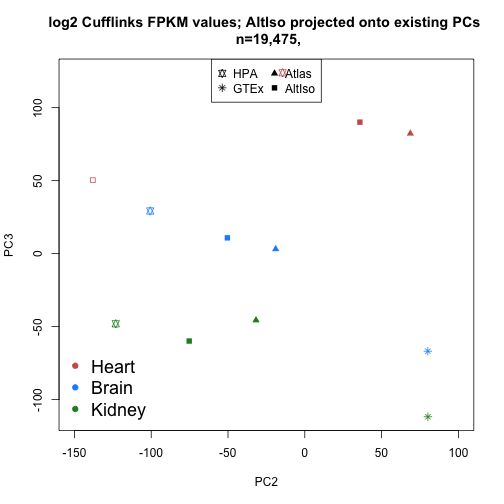 log2 Cufflinks FPKM values; AltIso projected onto existing PCs
n=19,475,
HPA Atlas
GTEx AltIso
100
50
0
-50
-100
PC3
Heart
Brain
Kidney
-150 -100 -50 0 50 100
PC2